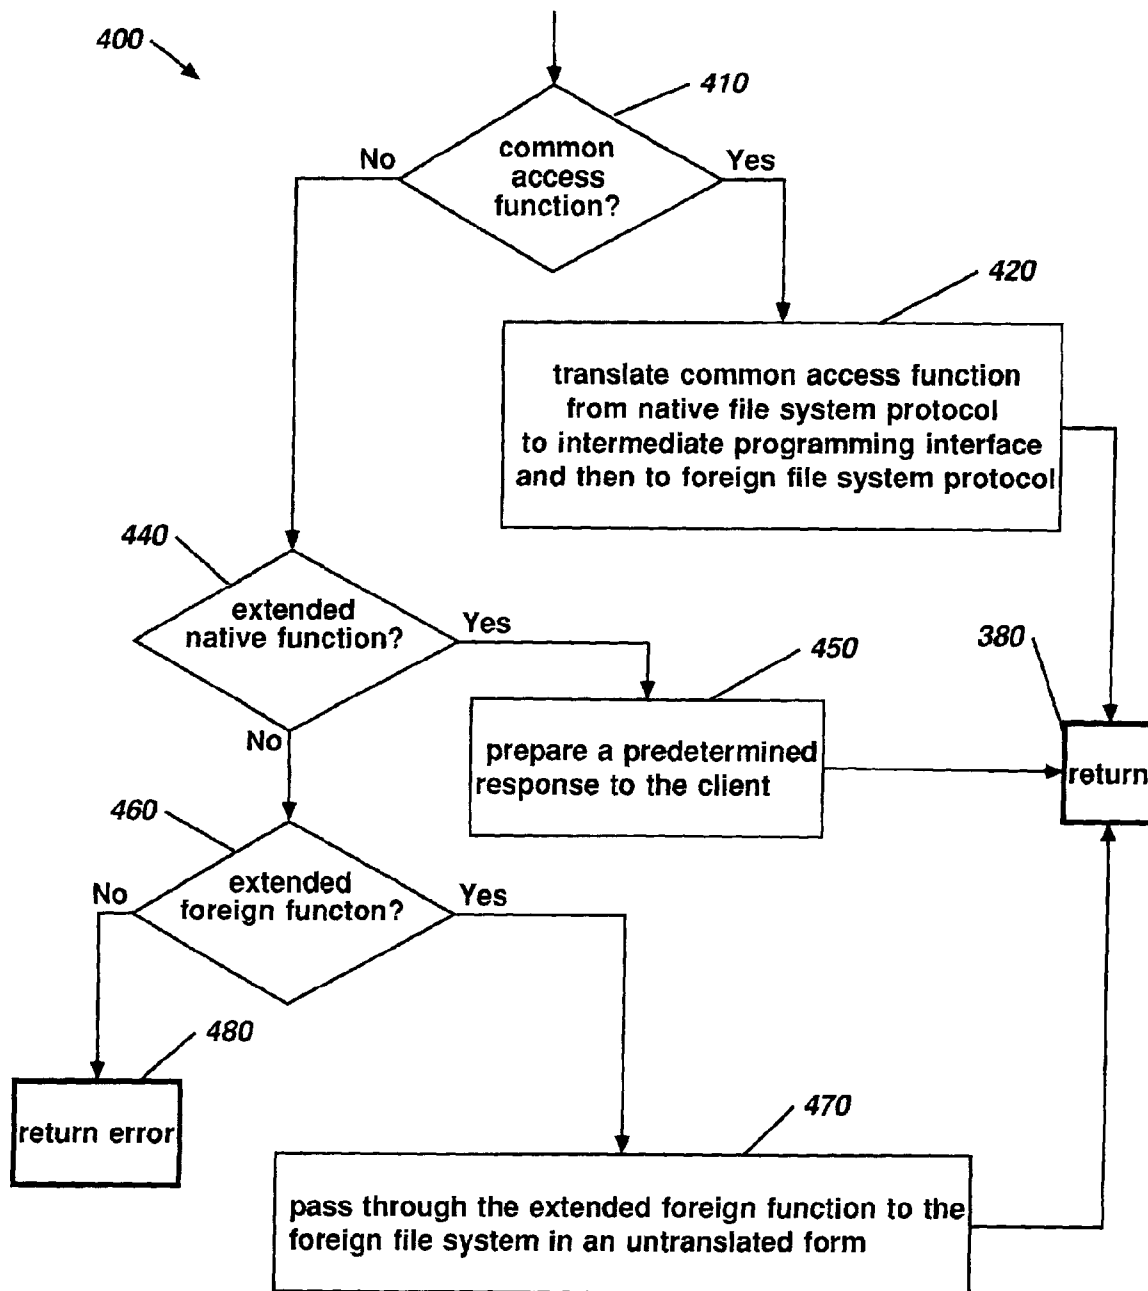 400
410
common
access
function?
No
Yes
420
translate common access function
from native file system protocol
to intermediate programming interface
and then to foreign file system protocol
440
extended
native function?
Yes
No
450
prepare a predetermined
response to the client
380
return
460
extended
foreign functon?
No
Yes
480
return error
470
pass through the extended foreign function to the
foreign file system in an untranslated form